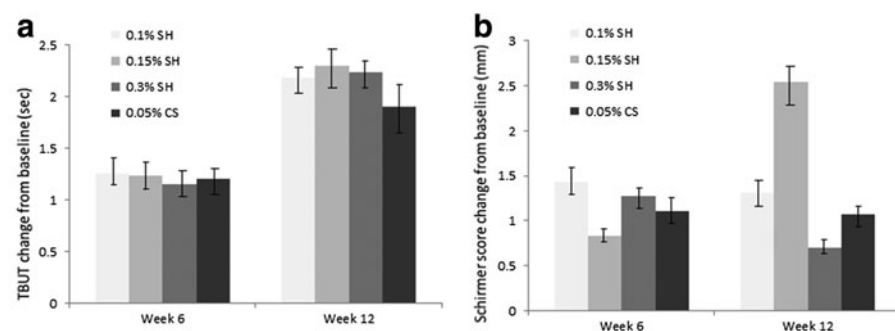 a
0.1% SH
0.15% SH
0.3% SH
0.05% CS
TBUT change from baseline (sec)
2.5
2
1.5
1
0.5
0
Week 6
Week 12
b
0.1% SH
0.15% SH
0.3% SH
0.05% CS
Schirmer score change from baseline (mm)
3
2.5
2
1.5
1
0.5
0
Week 6
Week 12